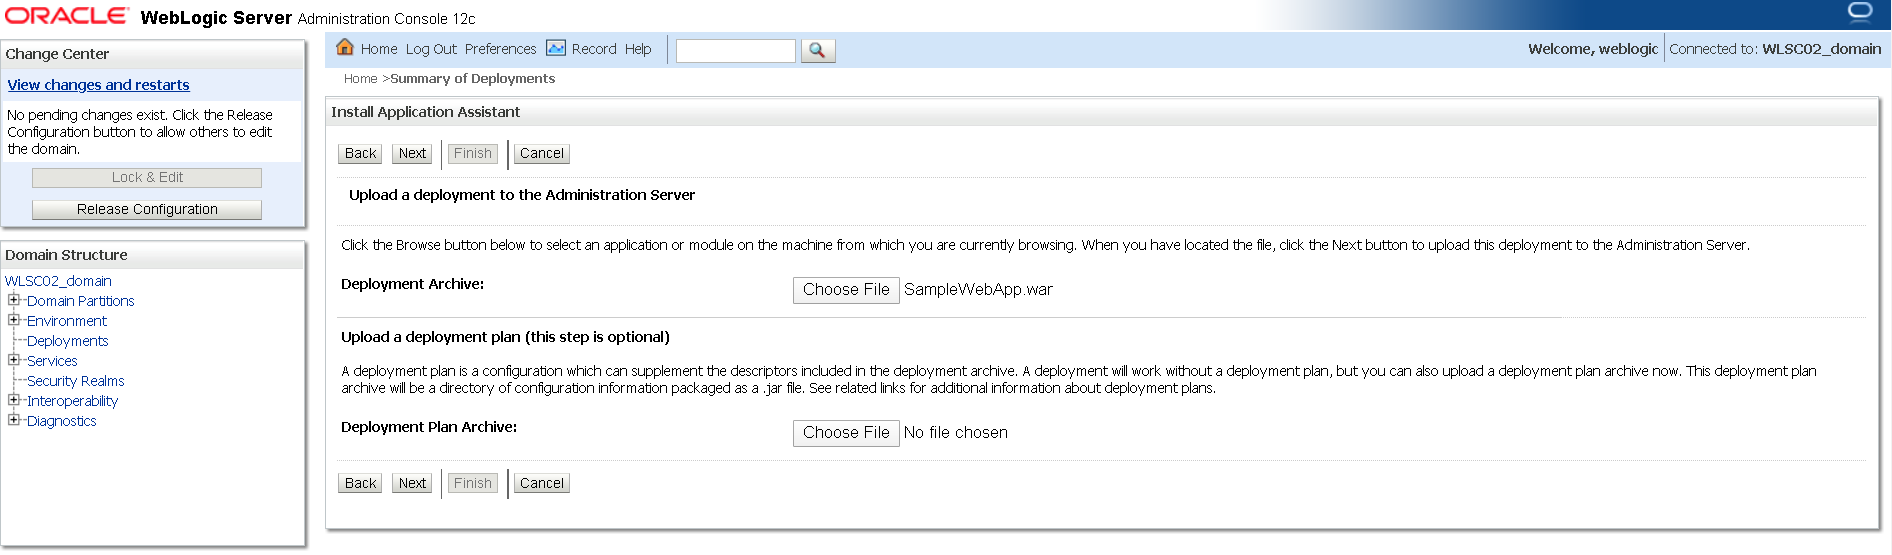 ORACLE WebLogic Server Administration Console 12c
Change Center
View changes and restarts
No pending changes exist. Click the Release
Configuration button to allow others to edit
the domain.
Lock & Edit
Release Configuration
Domain Structure
WLSC02_domain
Domain Partitions
Environment
Deployments
Services
Security Realms
Interoperability
Diagnostics
Home Log Out Preferences Record Help
Welcome, weblogic Connected to: WLSC02_domain
Home >Summary of Deployments
Install Application Assistant
Back Next Finish Cancel
Upload a deployment to the Administration Server
Click the Browse button below to select an application or module on the machine from which you are currently browsing. When you have located the file, click the Next button to upload this deployment to the Administration Server.
Deployment Archive: Choose File SampleWebApp.war
Upload a deployment plan (this step is optional)
A deployment plan is a configuration which can supplement the descriptors included in the deployment archive. A deployment will work without a deployment plan, but you can also upload a deployment plan archive now. This deployment plan
archive will be a directory of configuration information packaged as a .jar file. See related links for additional information about deployment plans.
Deployment Plan Archive: Choose File No file chosen
Back Next Finish Cancel